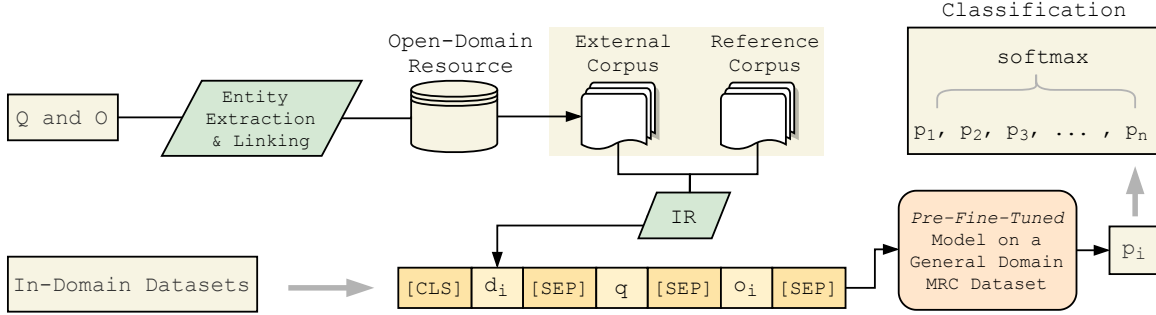 Classification
Open-Domain
Resource
External
Corpus
Reference
Corpus
softmax
Q and O
Entity
Extraction
& Linking
p1, p2, p3, ... , pn
IR
Pre-Fine-Tuned
Model on a
General Domain
MRC Dataset
pi
In-Domain Datasets
[CLS] di [SEP] q [SEP] oi [SEP]